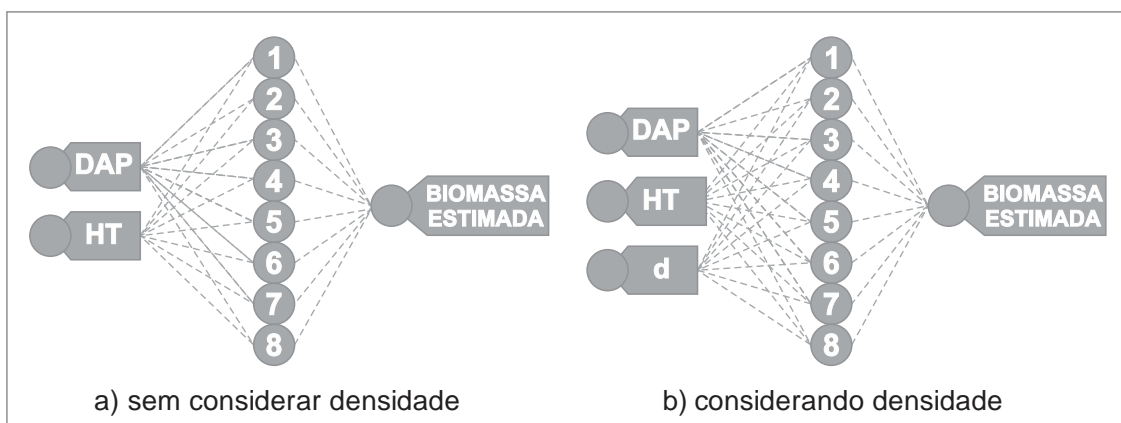 DAP
HT
1
2
3
4
5
6
7
8
BIOMASSA
ESTIMADA
a) sem considerar densidade
DAP
HT
d
1
2
3
4
5
6
7
8
BIOMASSA
ESTIMADA
b) considerando densidade